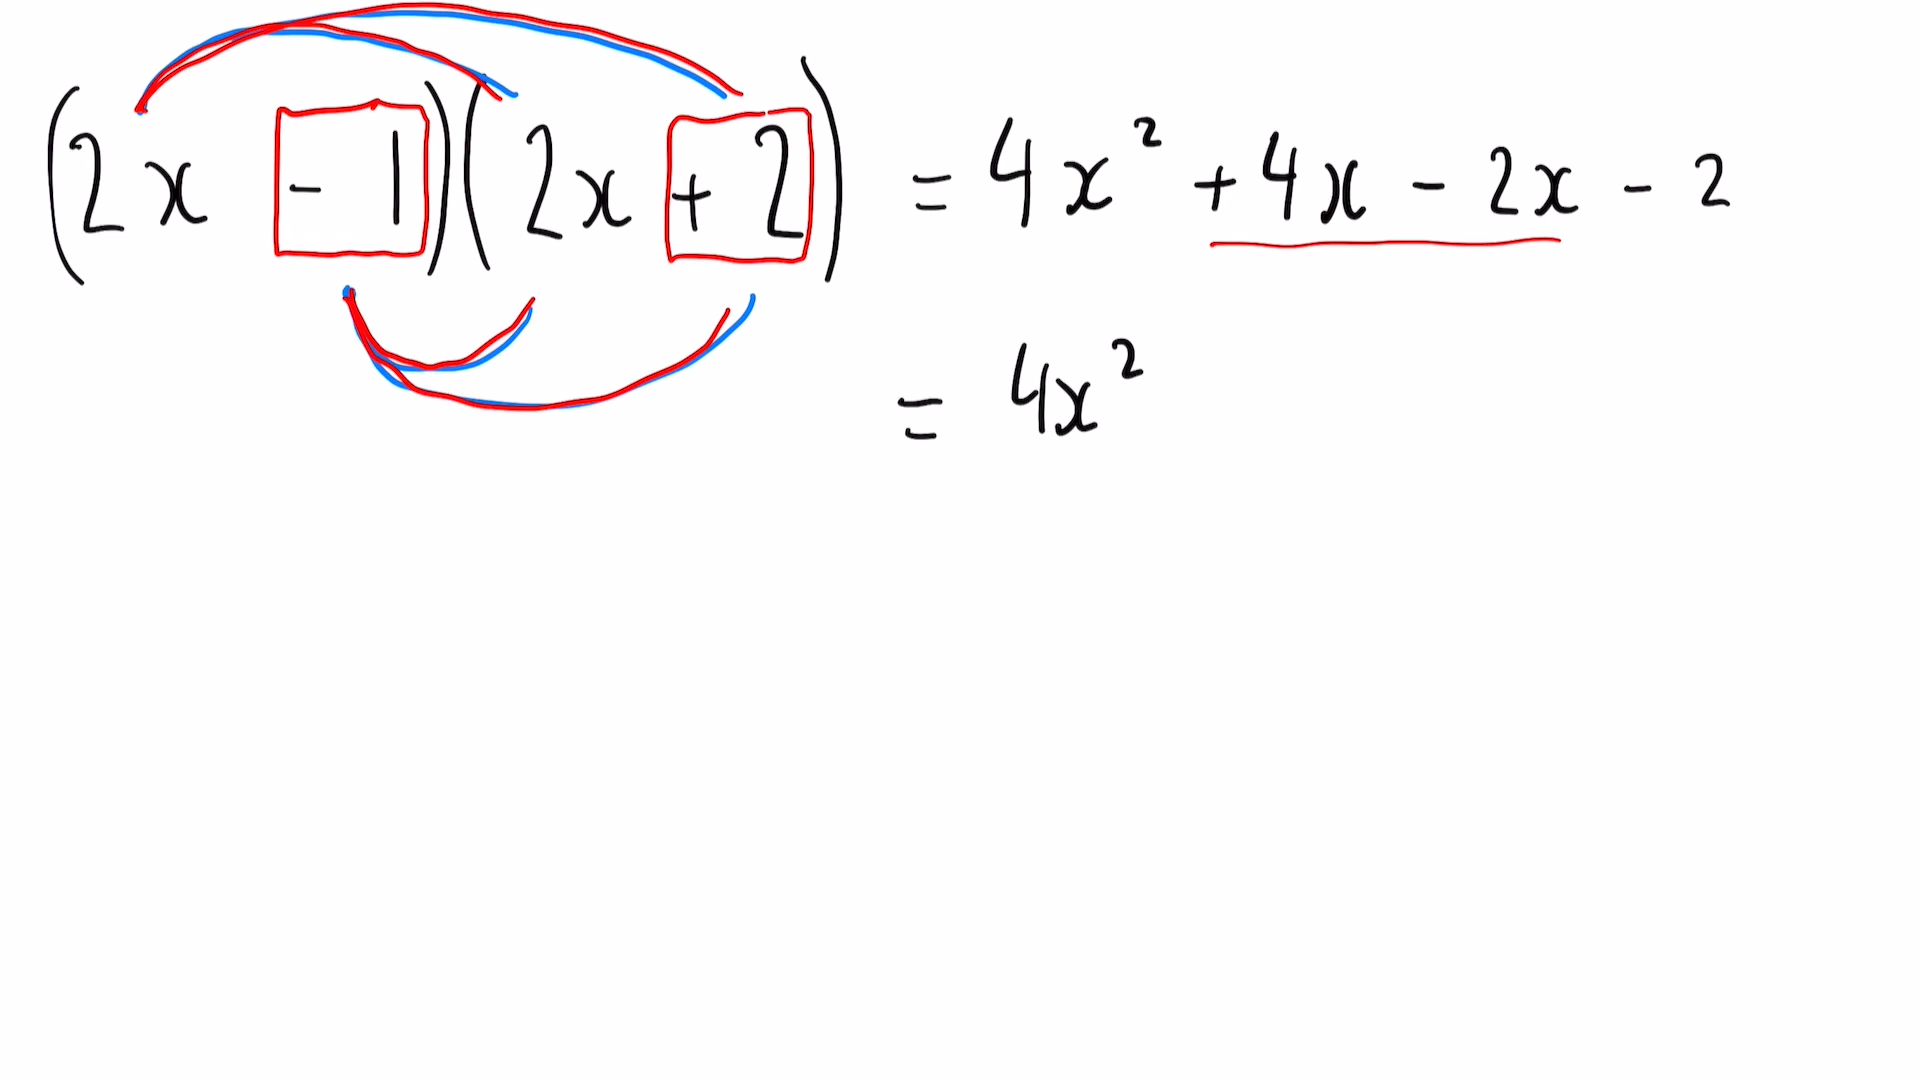 (2x - 1)(2x + 2) = 4x² + 4x - 2x - 2
= 4x²